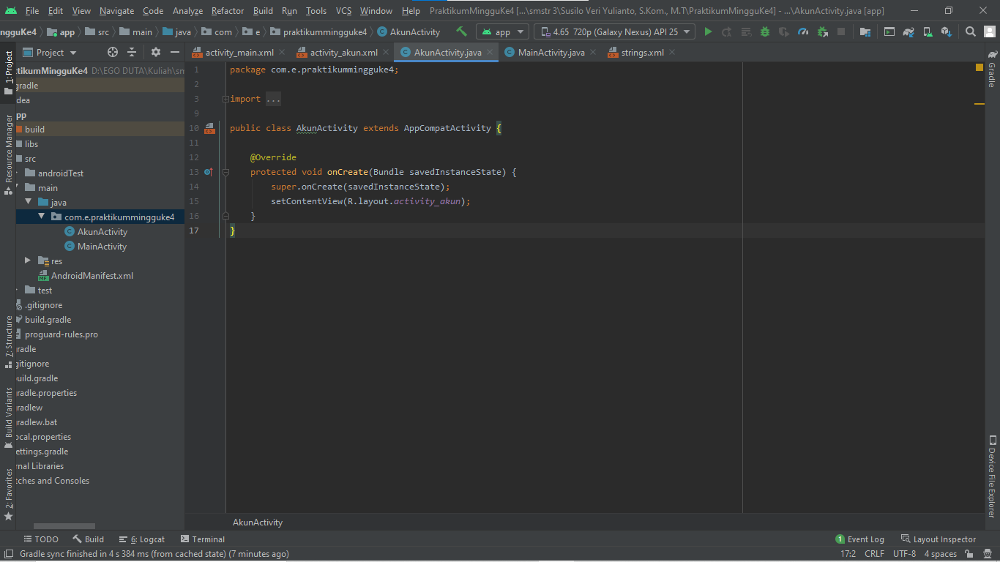 File Edit View Navigate Code Analyze Refactor Build Run Tools VCS Window Help PraktikumMingguKe4 [...\smstr 3\Susilo Veri Yulianto, S.Kom., M.T\PraktikumMingguKe4] - ...\AkunActivity.java [app]
ngguKe4 app src main java com e praktikummingguke4 AkunActivity app 4.65 720p (Galaxy Nexus) API 25
Project activity_main.xml activity_akun.xml AkunActivity.java MainActivity.java strings.xml
1: Project
Resource Manager
7: Structure
Build Variants
2: Favorites
tikumMingguKe4 D:\EGO DUTA\Kuliah\sm
gradle
dea
pp
build
libs
src
androidTest
main
java
com.e.praktikummingguke4
AkunActivity
MainActivity
res
AndroidManifest.xml
test
.gitignore
build.gradle
proguard-rules.pro
radle
gitignore
uild.gradle
radle.properties
radlew
radlew.bat
ocal.properties
ettings.gradle
rnal Libraries
tches and Consoles
1 package com.e.praktikummingguke4;
2
3 import ...
9
10 public class AkunActivity extends AppCompatActivity {
11
12 @Override
13 protected void onCreate(Bundle savedInstanceState) {
14 super.onCreate(savedInstanceState);
15 setContentView(R.layout.activity_akun);
16 }
17 }
AkunActivity
Gradle
Device File Explorer
TODO Build 6: Logcat Terminal 1 Event Log Layout Inspector
Gradle sync finished in 4 s 384 ms (from cached state) (7 minutes ago) 17:2 CRLF UTF-8 4 spaces